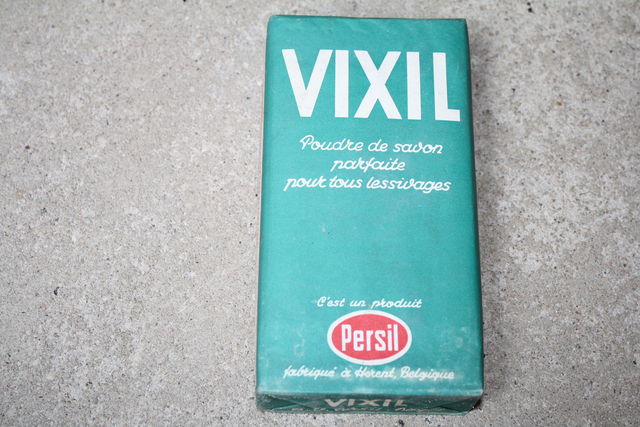 VIXIL
Poudre de savon
parfaite
pour tous lessivages
C'est un produit
Persil
fabriqué à Herent, Belgique
VIXIL